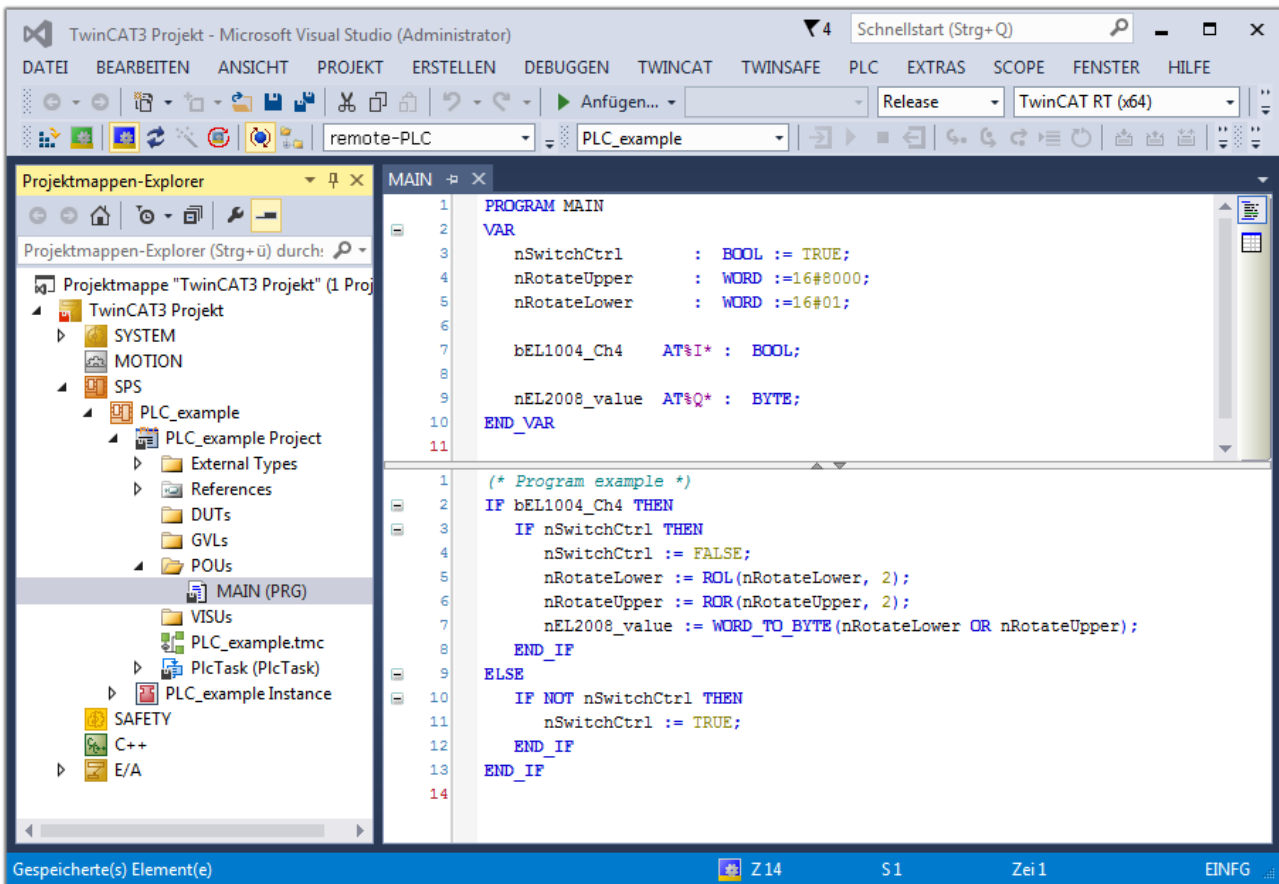 TwinCAT3 Projekt - Microsoft Visual Studio (Administrator) 4 Schnellstart (Strg+Q)
DATEI BEARBEITEN ANSICHT PROJEKT ERSTELLEN DEBUGGEN TWINCAT TWINSAFE PLC EXTRAS SCOPE FENSTER HILFE
Anfügen... Release TwinCAT RT (x64)
remote-PLC PLC_example
Projektmappen-Explorer
Projektmappen-Explorer (Strg+ü) durch:
Projektmappe "TwinCAT3 Projekt" (1 Proj
TwinCAT3 Projekt
SYSTEM
MOTION
SPS
PLC_example
PLC_example Project
External Types
References
DUTs
GVLs
POUs
MAIN (PRG)
VISUs
PLC_example.tmc
PlcTask (PlcTask)
PLC_example Instance
SAFETY
C++
E/A
MAIN
1 PROGRAM MAIN
2 VAR
3 nSwitchCtrl : BOOL := TRUE;
4 nRotateUpper : WORD :=16#8000;
5 nRotateLower : WORD :=16#01;
6
7 bEL1004_Ch4 AT%I* : BOOL;
8
9 nEL2008_value AT%Q* : BYTE;
10 END_VAR
11
1 (* Program example *)
2 IF bEL1004_Ch4 THEN
3 IF nSwitchCtrl THEN
4 nSwitchCtrl := FALSE;
5 nRotateLower := ROL(nRotateLower, 2);
6 nRotateUpper := ROR(nRotateUpper, 2);
7 nEL2008_value := WORD_TO_BYTE(nRotateLower OR nRotateUpper);
8 END_IF
9 ELSE
10 IF NOT nSwitchCtrl THEN
11 nSwitchCtrl := TRUE;
12 END_IF
13 END_IF
14
Gespeicherte(s) Element(e) Z 14 S 1 Zei 1 EINFG